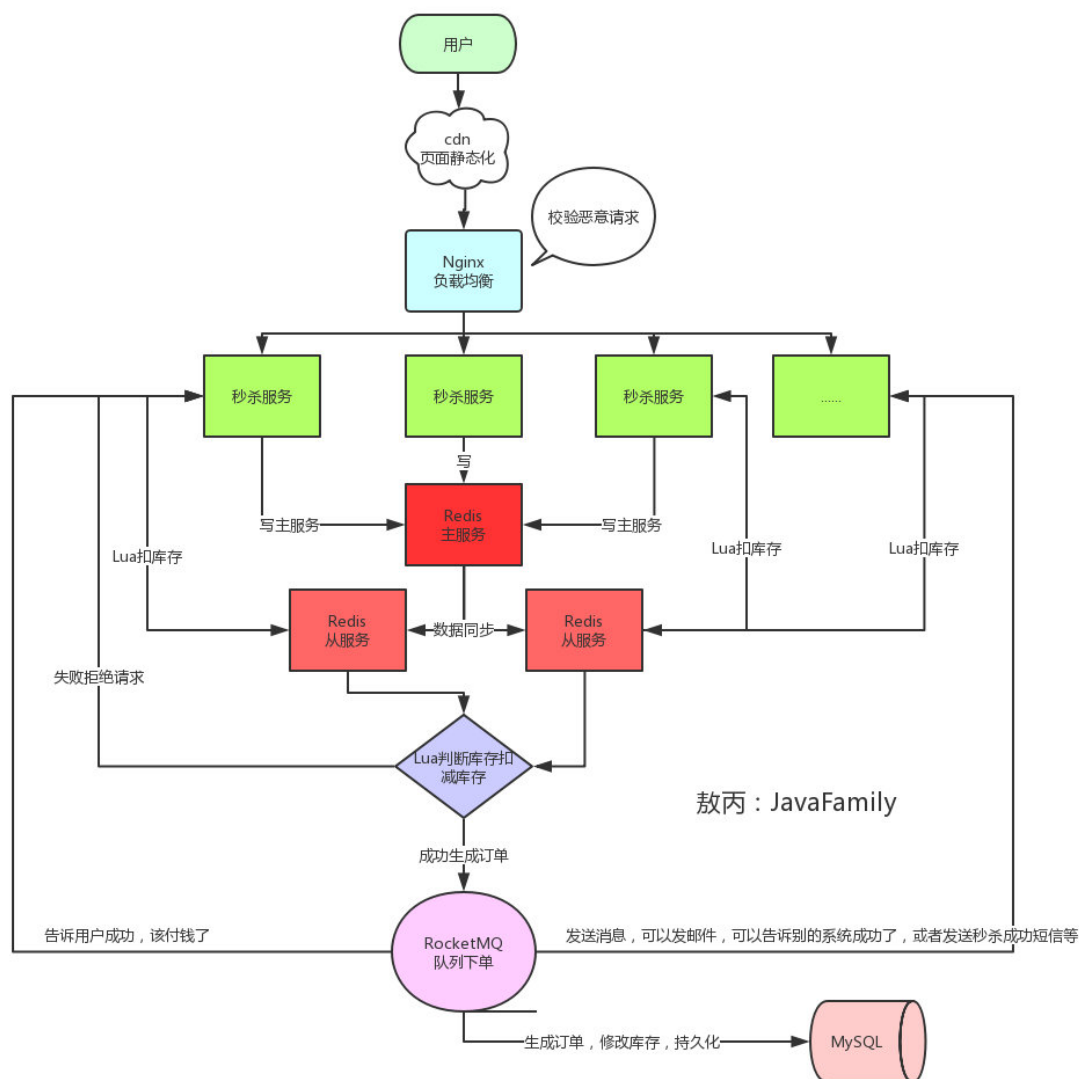 用户
cdn
页面静态化
校验恶意请求
Nginx
负载均衡
秒杀服务
秒杀服务
秒杀服务
......
写
Redis
主服务
写主服务
写主服务
Lua扣库存
Lua扣库存
Lua扣库存
Redis
从服务
数据同步
Redis
从服务
失败拒绝请求
Lua判断库存扣
减库存
敖丙：JavaFamily
成功生成订单
告诉用户成功，该付钱了
RocketMQ
队列下单
发送消息，可以发邮件，可以告诉别的系统成功了，或者发送秒杀成功短信等
生成订单，修改库存，持久化
MySQL